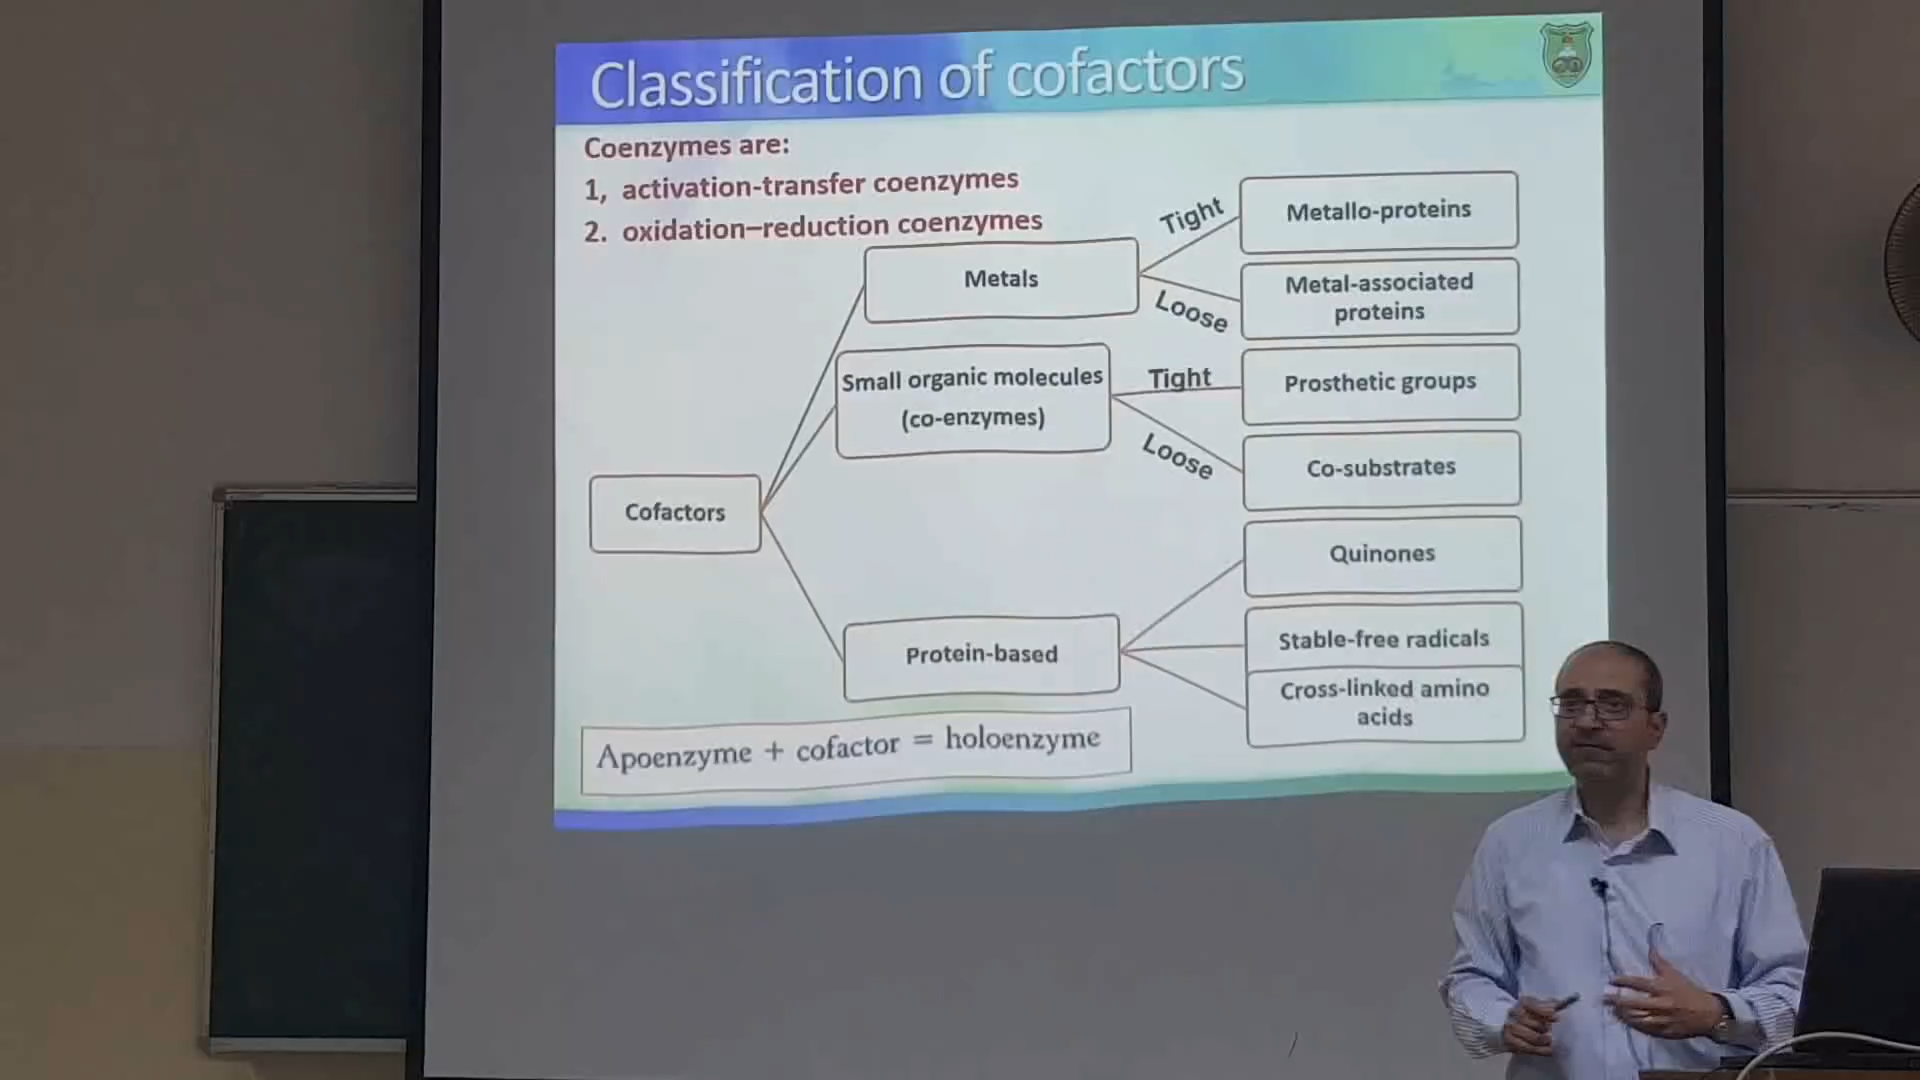 Classification of cofactors
Coenzymes are:
1, activation-transfer coenzymes
2. oxidation–reduction coenzymes
Tight
Metallo-proteins
Metals
Loose
Metal-associated
proteins
Small organic molecules
(co-enzymes)
Tight
Prosthetic groups
Loose
Co-substrates
Cofactors
Quinones
Protein-based
Stable-free radicals
Cross-linked amino
acids
Apoenzyme + cofactor = holoenzyme